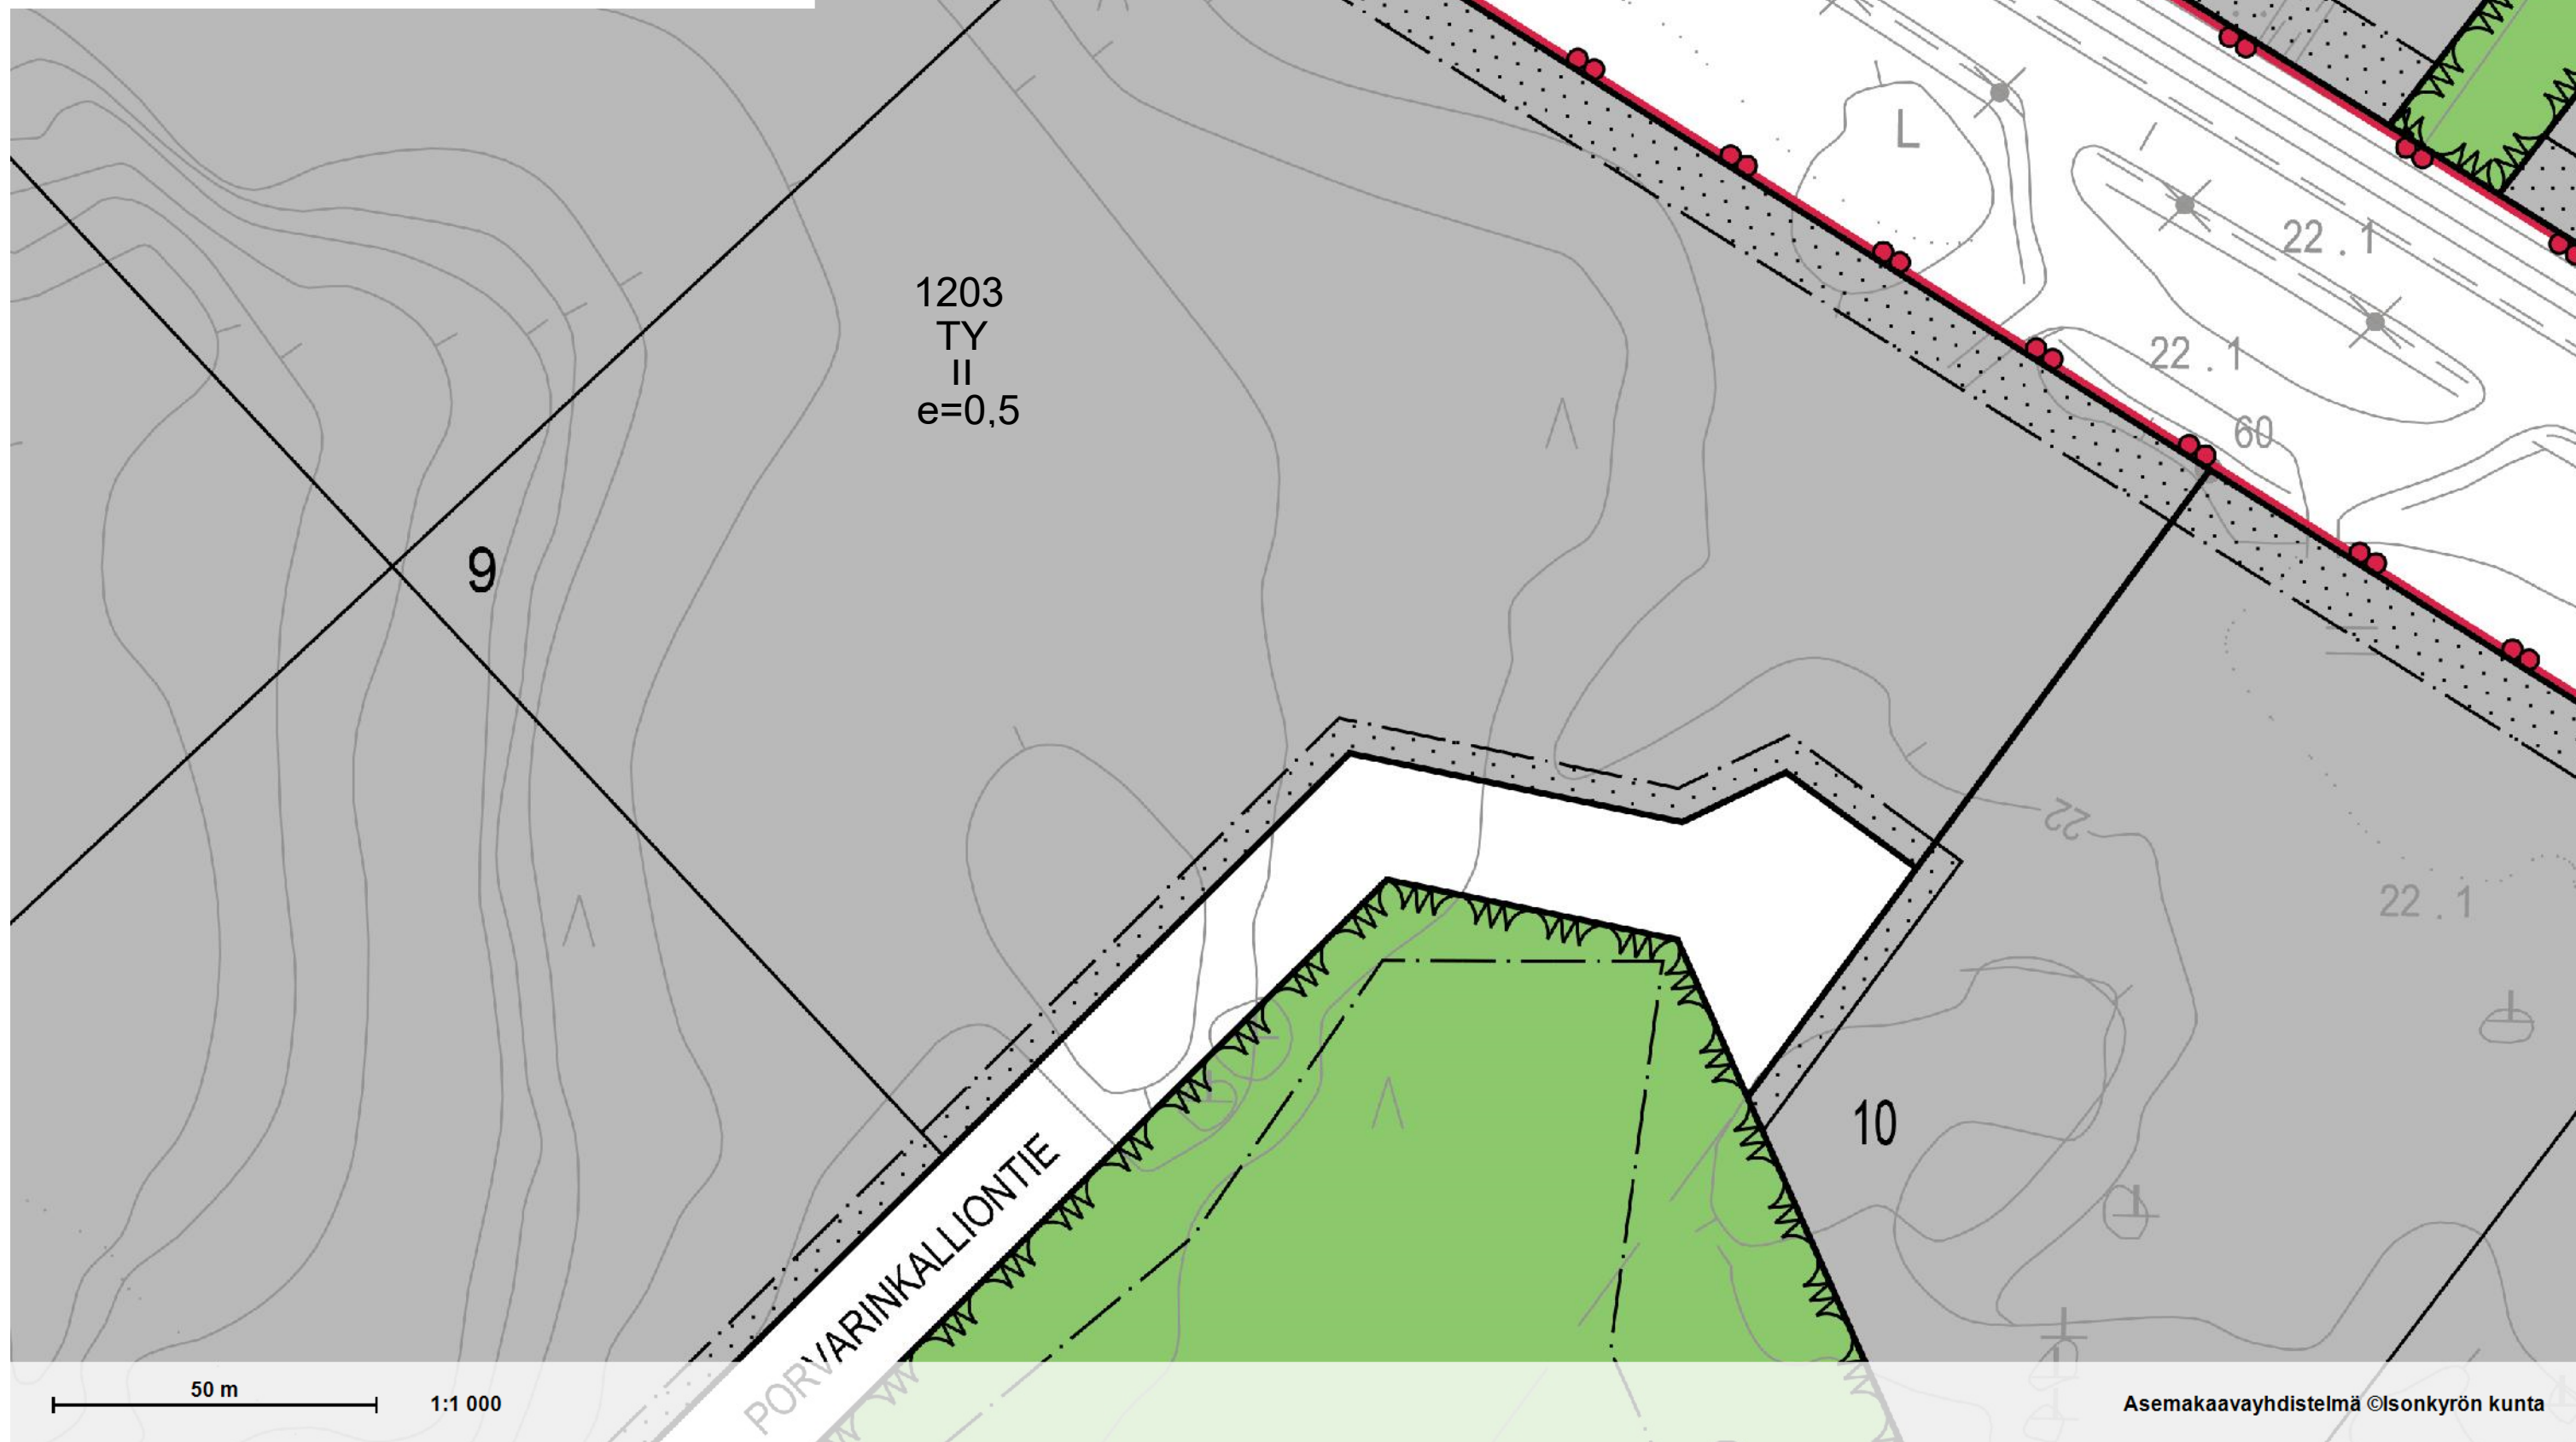 L
22 . 1
1203
TY
II
e=0,5
22 . 1
60
9
22
22 . 1
10
PORVARINKALLIONTIE
50 m
1:1 000
Asemakaavayhdistelmä ©Isonkyrön kunta